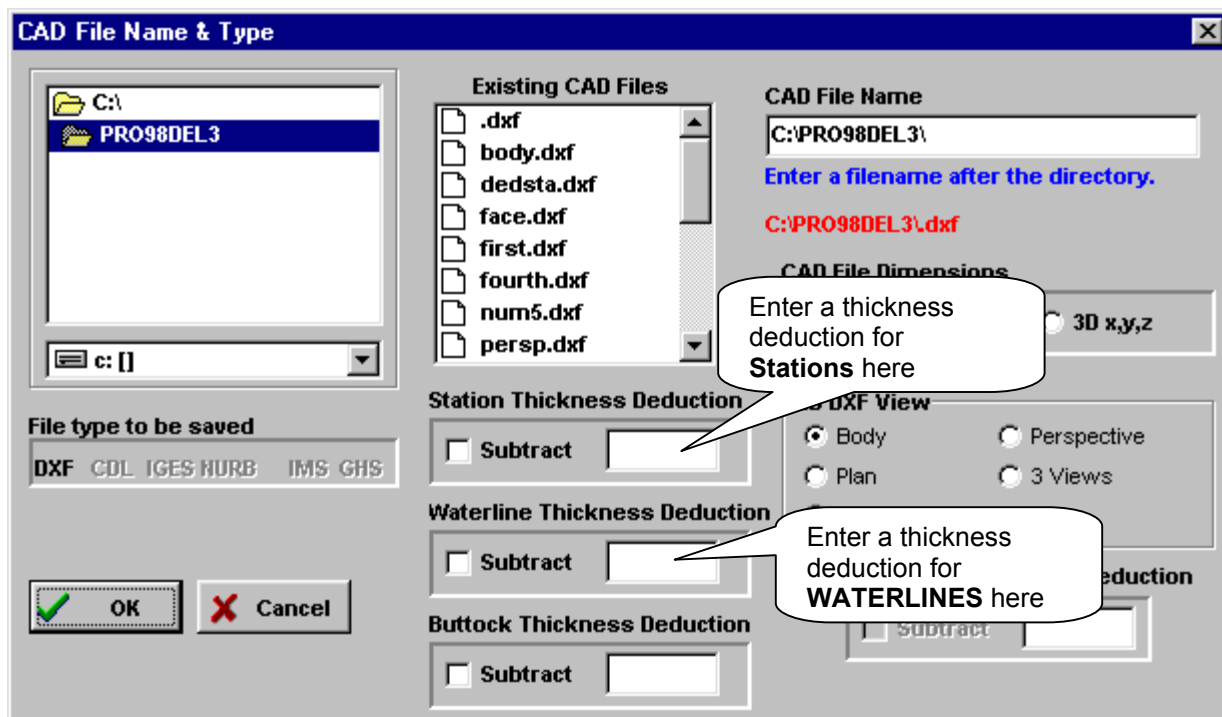 CAD File Name & Type
C:\
PRO98DEL3
c: []
File type to be saved
DXF CDL IGES NURB IMS GHS
OK
Cancel
Existing CAD Files
.dxf
body.dxf
dedsta.dxf
face.dxf
first.dxf
fourth.dxf
num5.dxf
persp.dxf
Station Thickness Deduction
Subtract
Waterline Thickness Deduction
Subtract
Buttock Thickness Deduction
Subtract
CAD File Name
C:\PRO98DEL3\
Enter a filename after the directory.
C:\PRO98DEL3\.dxf
CAD File Dimensions
3D x,y,z
Enter a thickness
deduction for
Stations here
DXF View
Body
Perspective
Plan
3 Views
Enter a thickness
deduction for
WATERLINES here
eduction
Subtract